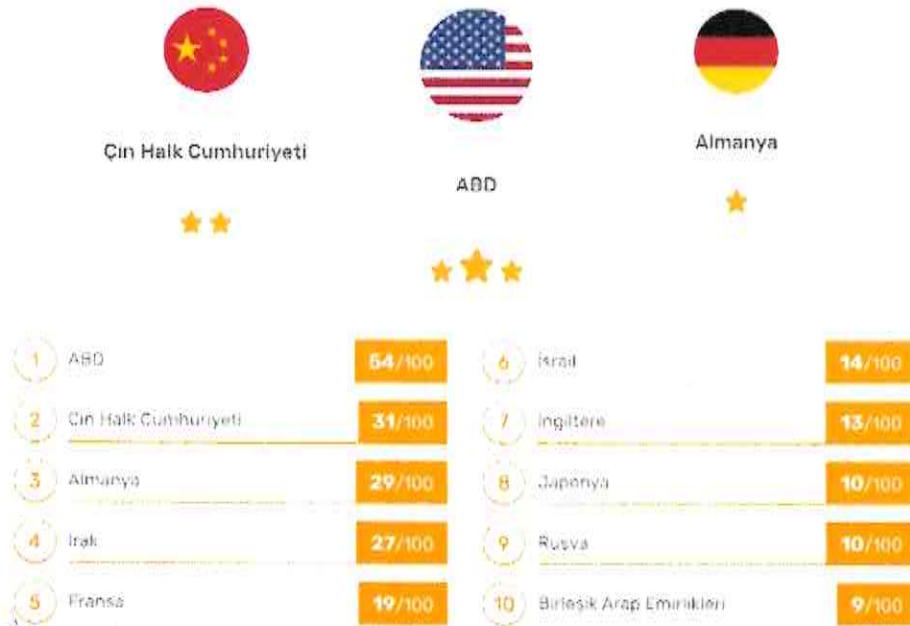 Çin Halk Cumhuriyeti
ABD
Almanya
1 ABD 54/100
2 Çin Halk Cumhuriyeti 31/100
3 Almanya 29/100
4 Irak 27/100
5 Fransa 19/100
6 İsrail 14/100
7 İngiltere 13/100
8 Japonya 10/100
9 Rusya 10/100
10 Birleşik Arap Emirlikleri 9/100